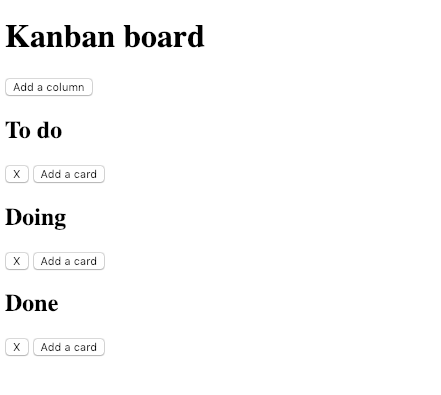 Kanban board
Add a column
To do
X Add a card
Doing
X Add a card
Done
X Add a card